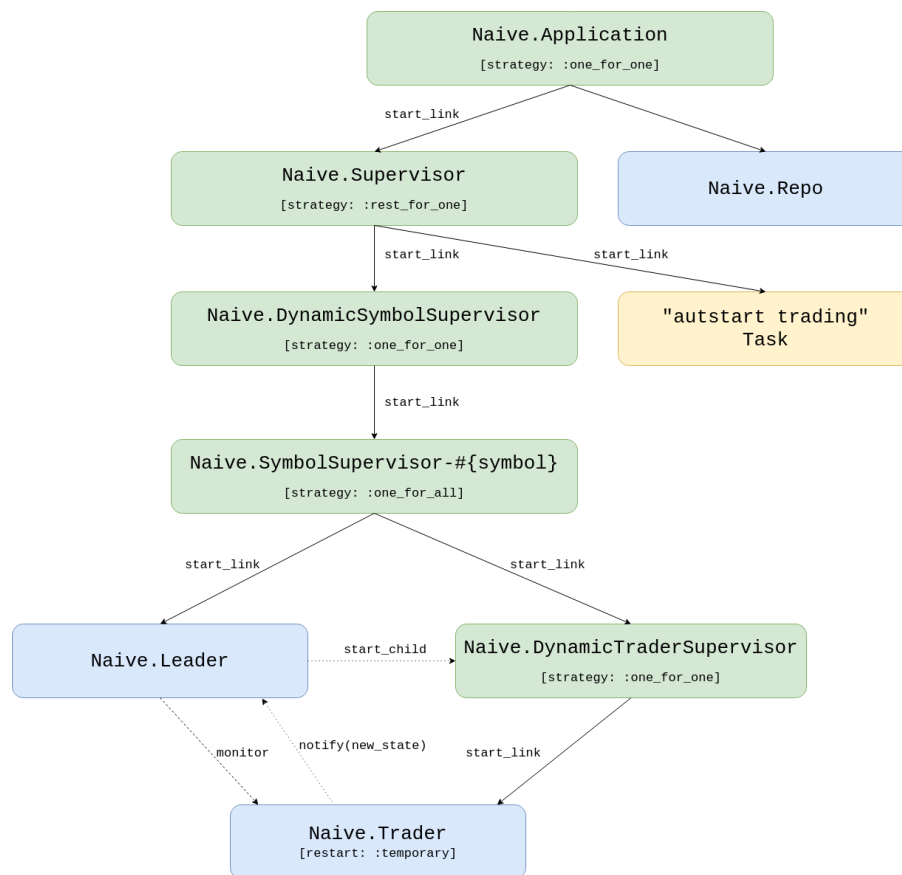 Naive.Application
[strategy: :one_for_one]
start_link
Naive.Supervisor
[strategy: :rest_for_one]
Naive.Repo
start_link
start_link
Naive.DynamicSymbolSupervisor
[strategy: :one_for_one]
"autstart trading"
Task
start_link
Naive.SymbolSupervisor-#{symbol}
[strategy: :one_for_all]
start_link
start_link
Naive.Leader
start_child
Naive.DynamicTraderSupervisor
[strategy: :one_for_one]
monitor
notify(new_state)
start_link
Naive.Trader
[restart: :temporary]